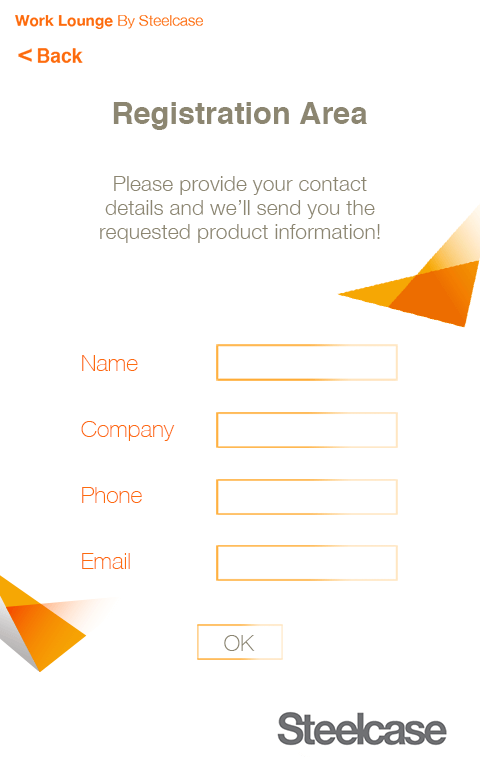 Work Lounge By Steelcase
< Back
Registration Area
Please provide your contact
details and we’ll send you the
requested product information!
Name
Company
Phone
Email
OK
Steelcase